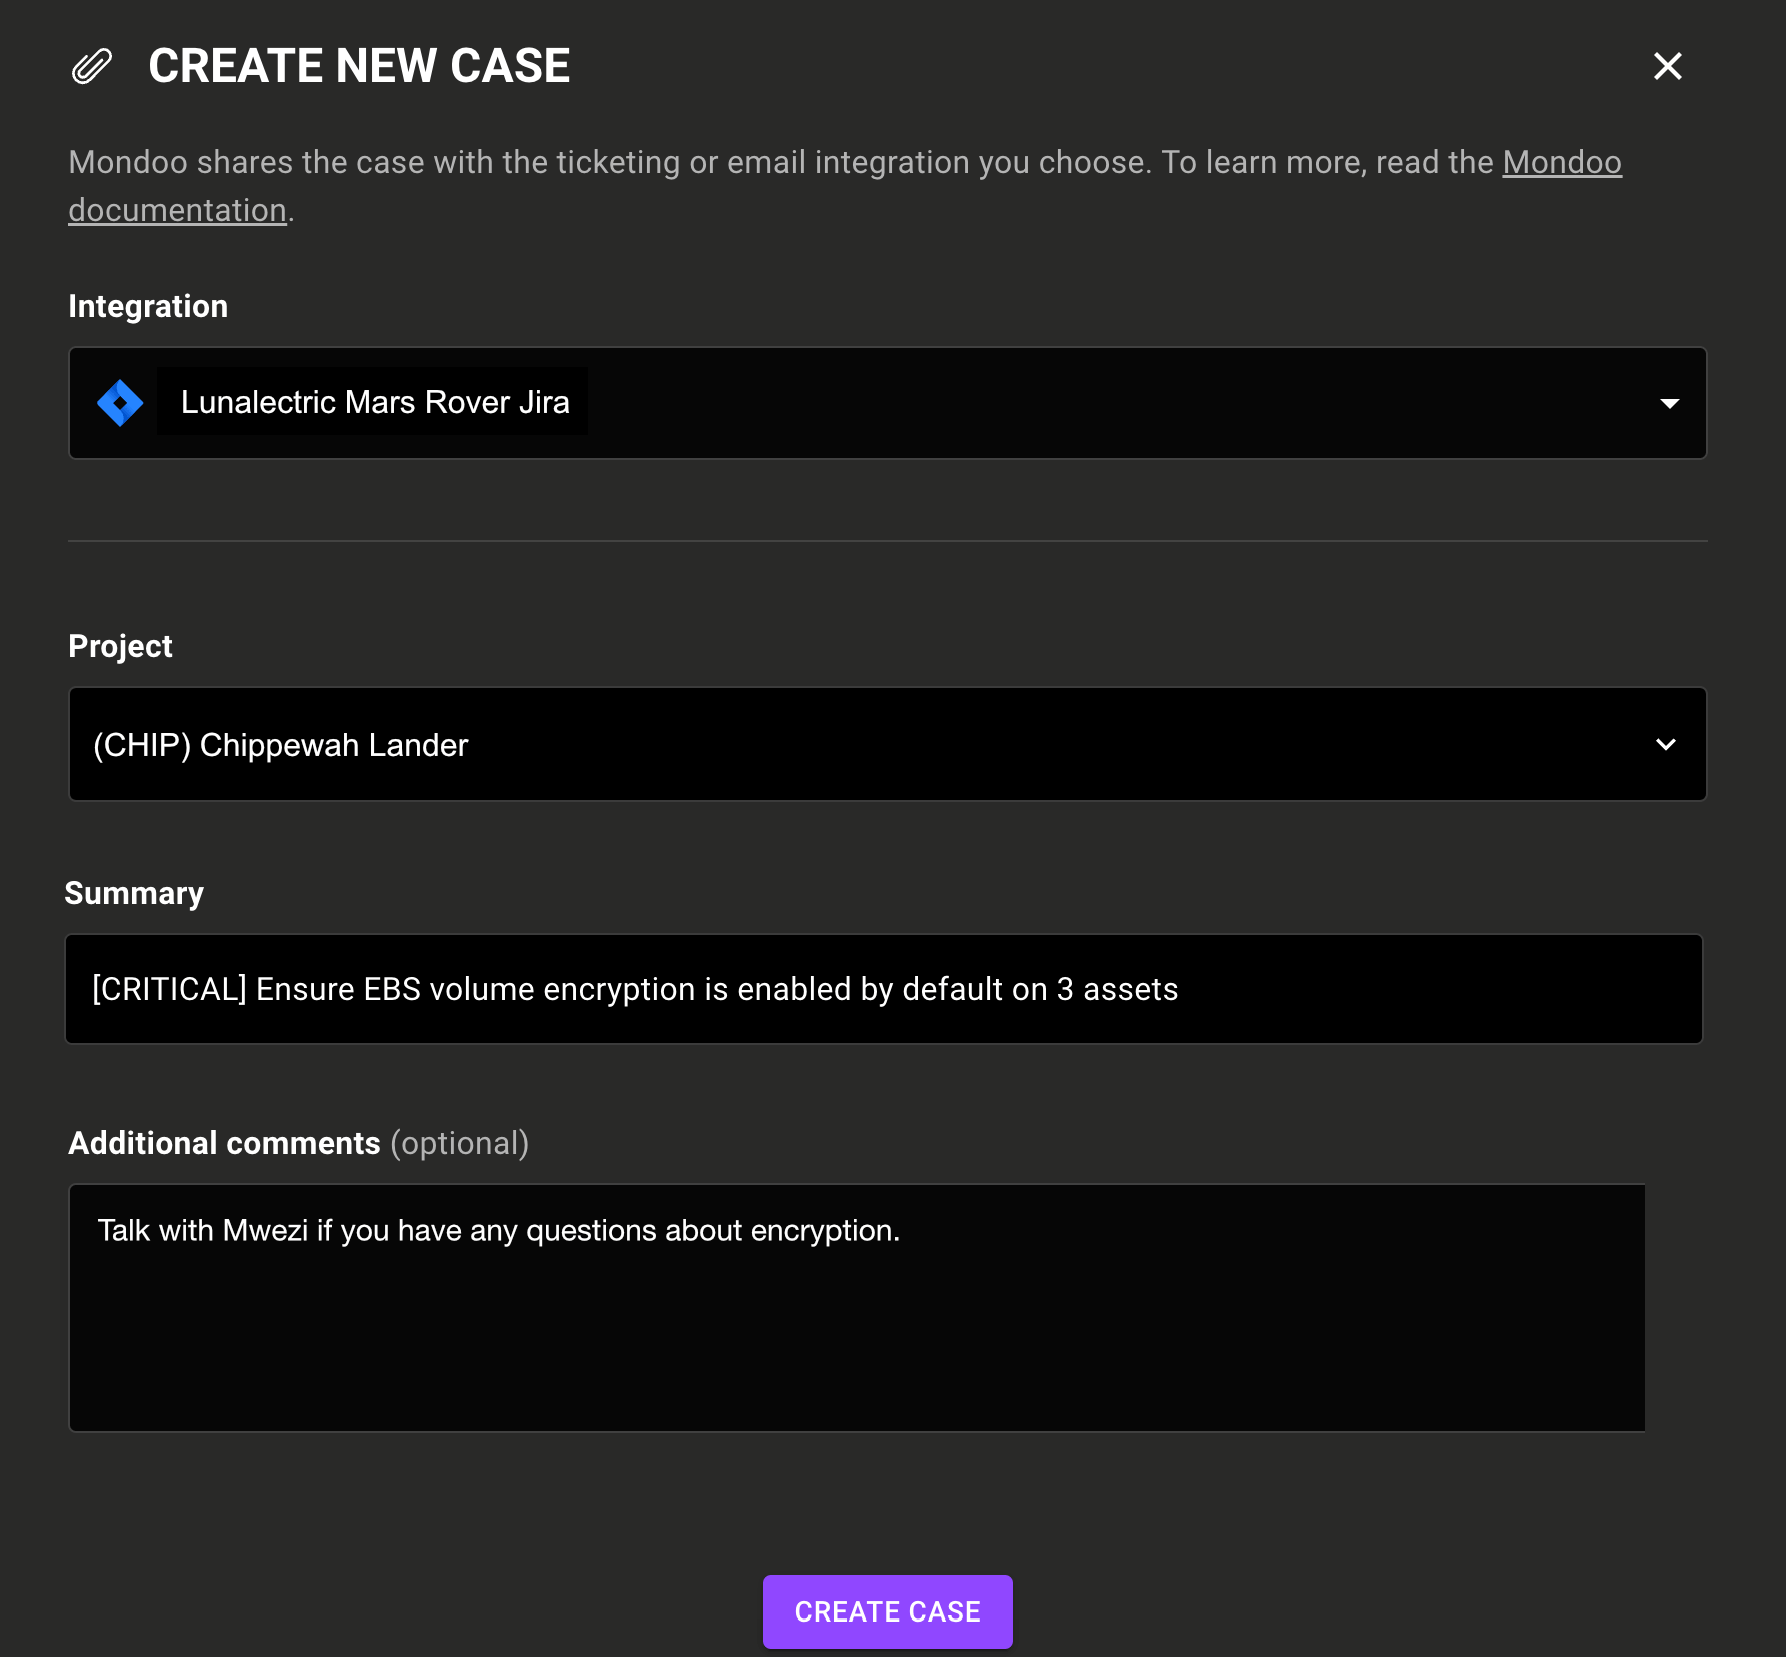 CREATE NEW CASE
Mondoo shares the case with the ticketing or email integration you choose. To learn more, read the Mondoo
documentation.
Integration
Lunalectric Mars Rover Jira
Project
(CHIP) Chippewah Lander
Summary
[CRITICAL] Ensure EBS volume encryption is enabled by default on 3 assets
Additional comments (optional)
Talk with Mwezi if you have any questions about encryption.
CREATE CASE